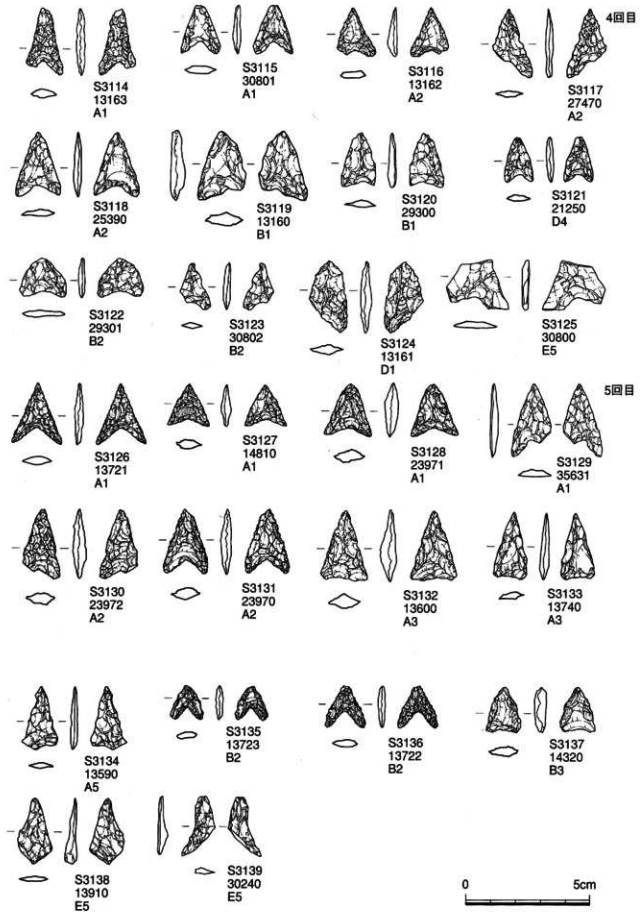 4回目
S3114
13163
A1
S3115
30801
A1
S3116
13162
A2
S3117
27470
A2
S3118
25390
A2
S3119
13160
B1
S3120
29300
B1
S3121
21250
D4
S3122
29301
B2
S3123
30802
B2
S3124
13161
D1
S3125
30800
E5
5回目
S3126
13721
A1
S3127
14810
A1
S3128
23971
A1
S3129
35631
A1
S3130
23972
A2
S3131
23970
A2
S3132
13600
A3
S3133
13740
A3
S3134
13590
A5
S3135
13723
B2
S3136
13722
B2
S3137
14320
B3
S3138
13910
E5
S3139
30240
E5
0 5cm